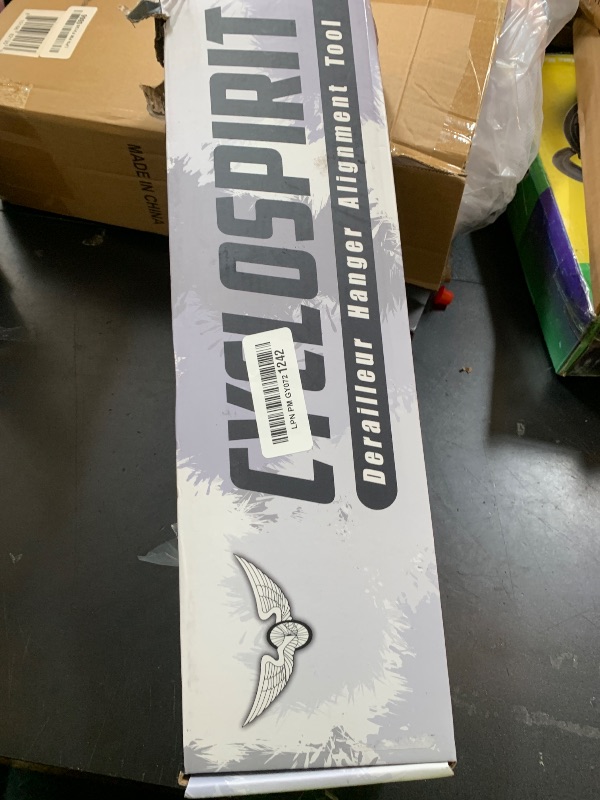 CYCLOSPIRIT
Derailleur Hanger Alignment Tool
LPN PM GY072 1242
MADE IN CHINA